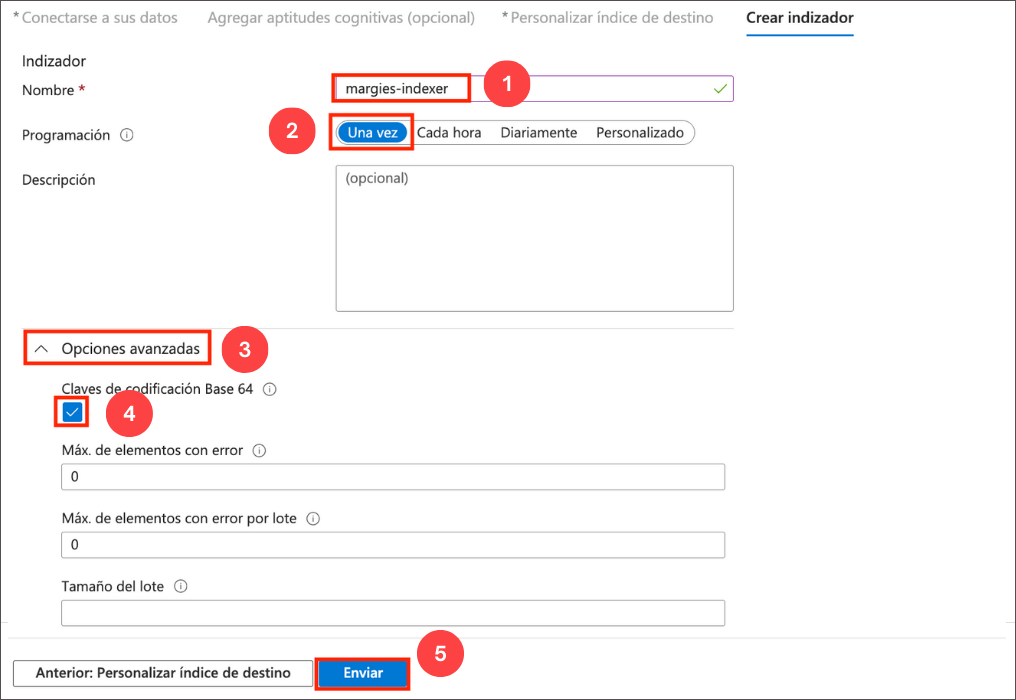 * Conectarse a sus datos Agregar aptitudes cognitivas (opcional) * Personalizar índice de destino Crear indizador
Indizador
Nombre * margies-indexer 1
Programación 2 Una vez Cada hora Diariamente Personalizado
Descripción (opcional)
Opciones avanzadas 3
Claves de codificación Base 64
4
Máx. de elementos con error
0
Máx. de elementos con error por lote
0
Tamaño del lote
Anterior: Personalizar índice de destino Enviar 5